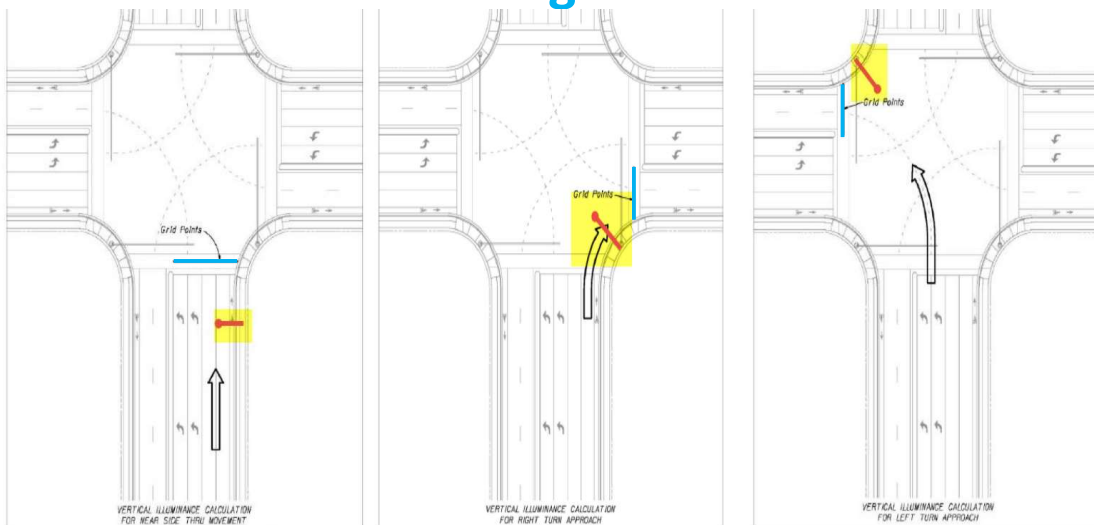 Grid Points
VERTICAL ILLUMINANCE CALCULATION
FOR NEAR SIDE THRU MOVEMENT
Grid Points
VERTICAL ILLUMINANCE CALCULATION
FOR RIGHT TURN APPROACH
Grid Points
VERTICAL ILLUMINANCE CALCULATION
FOR LEFT TURN APPROACH